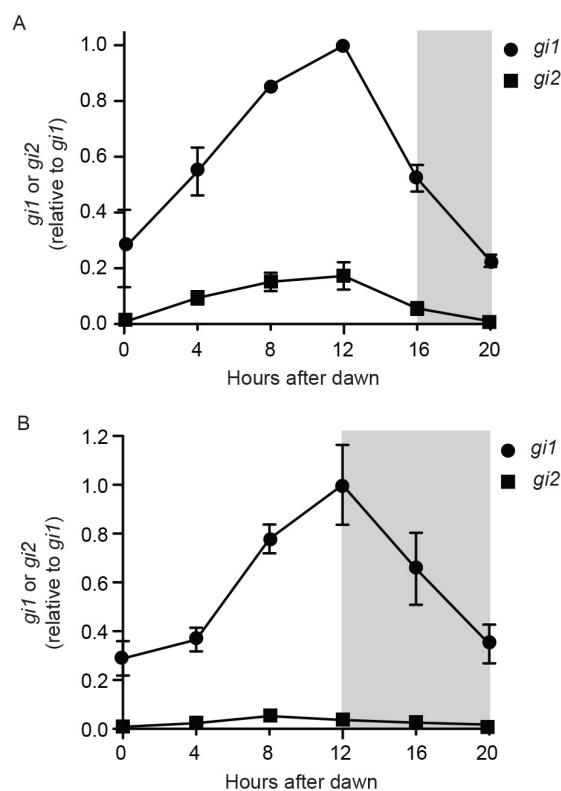 A
gi1 or gi2
(relative to gi1)
1.0
0.8
0.6
0.4
0.2
0.0
0 4 8 12 16 20
Hours after dawn
gi1
gi2
B
gi1 or gi2
(relative to gi1)
1.2
1.0
0.8
0.6
0.4
0.2
0.0
0 4 8 12 16 20
Hours after dawn
gi1
gi2